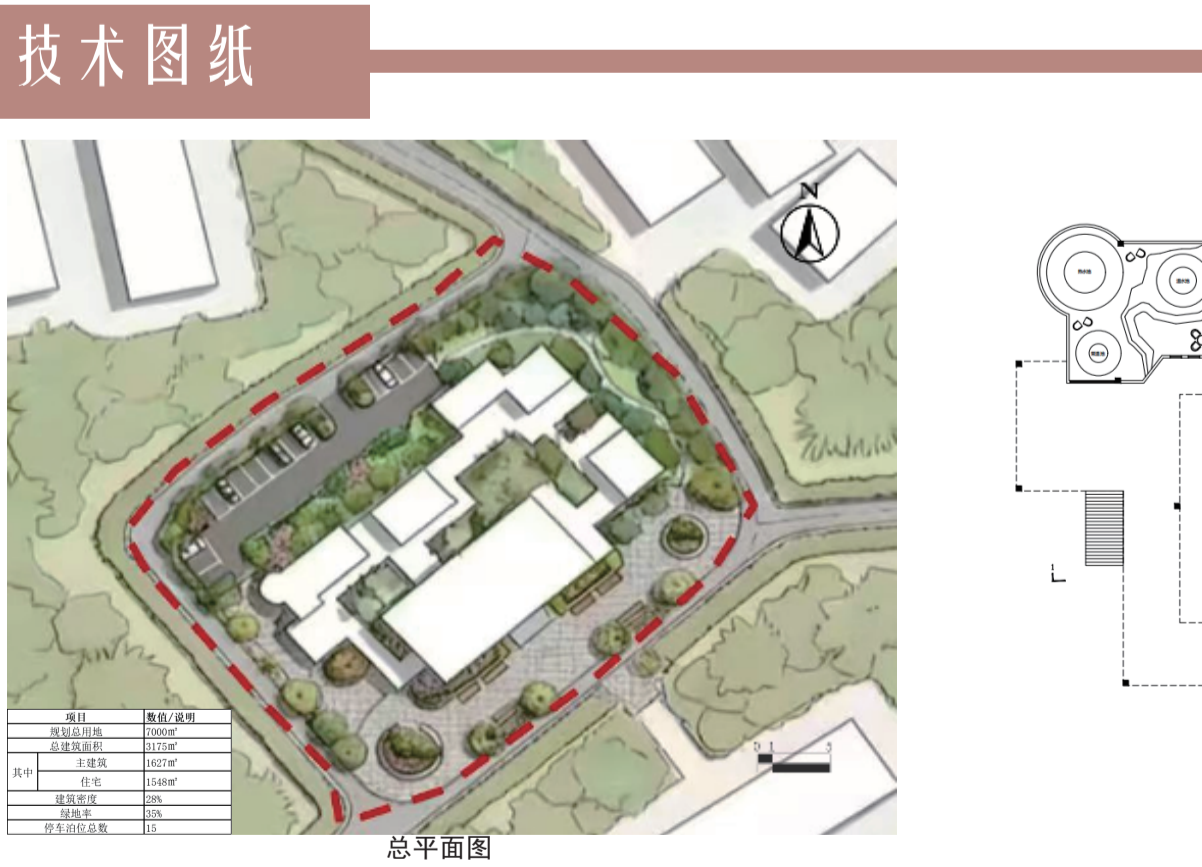 技术图纸
N
项目 数值/说明
规划总用地 7000m²
总建筑面积 3175m²
其中 主建筑 1627m²
住宅 1548m²
建筑密度 28%
绿地率 35%
停车泊位总数 15
总平面图
1